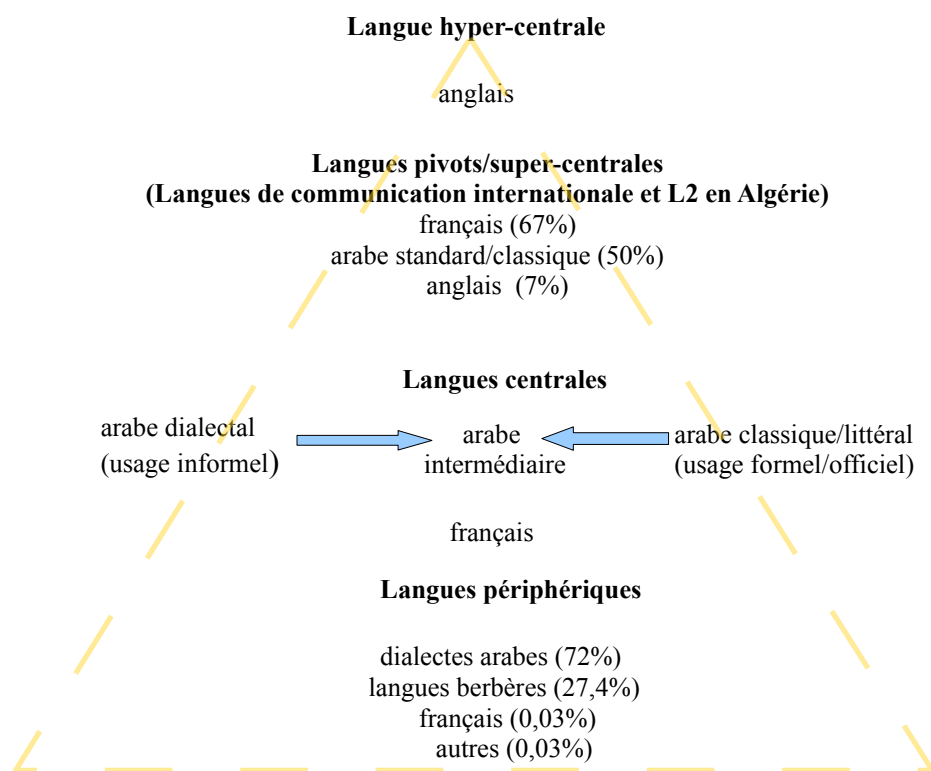 Langue hyper-centrale
anglais
Langues pivots/super-centrales
(Langues de communication internationale et L2 en Algérie)
français (67%)
arabe standard/classique (50%)
anglais (7%)
Langues centrales
arabe dialectal
(usage informel)
arabe
intermédiaire
arabe classique/littéral
(usage formel/officiel)
français
Langues périphériques
dialectes arabes (72%)
langues berbères (27,4%)
français (0,03%)
autres (0,03%)